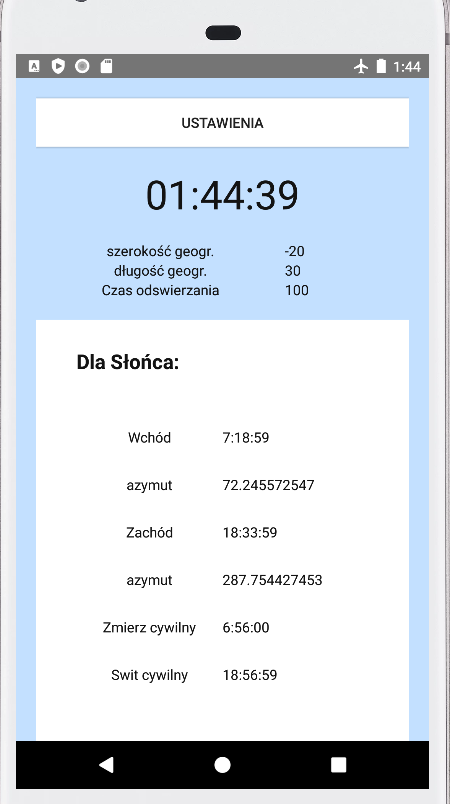 1:44
USTAWIENIA
01:44:39
szerokość geogr. -20
długość geogr. 30
Czas odswierzania 100
Dla Słońca:
Wchód 7:18:59
azymut 72.245572547
Zachód 18:33:59
azymut 287.754427453
Zmierz cywilny 6:56:00
Swit cywilny 18:56:59